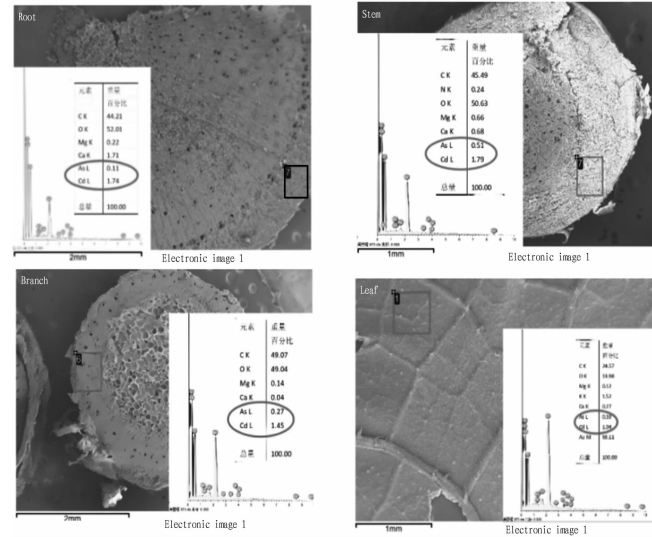 Root
元素 重量
百分比
C K 44.21
O K 52.01
Mg K 0.22
Ca K 1.71
As L 0.11
Cd L 1.74
总量 100.00
2mm
Electronic image 1
Stem
元素 重量
百分比
C K 45.49
N K 0.24
O K 50.63
Mg K 0.66
Ca K 0.68
As L 0.51
Cd L 1.79
总量 100.00
1mm
Electronic image 1
Branch
元素 重量
百分比
C K 49.07
O K 49.04
Mg K 0.14
Ca K 0.04
As L 0.27
Cd L 1.45
总量 100.00
2mm
Electronic image 1
Leaf
元素 重量
百分比
C K
O K
Mg K
K K
Ca K
As L
Cd L
Au M
总量 100.00
1mm
Electronic image 1